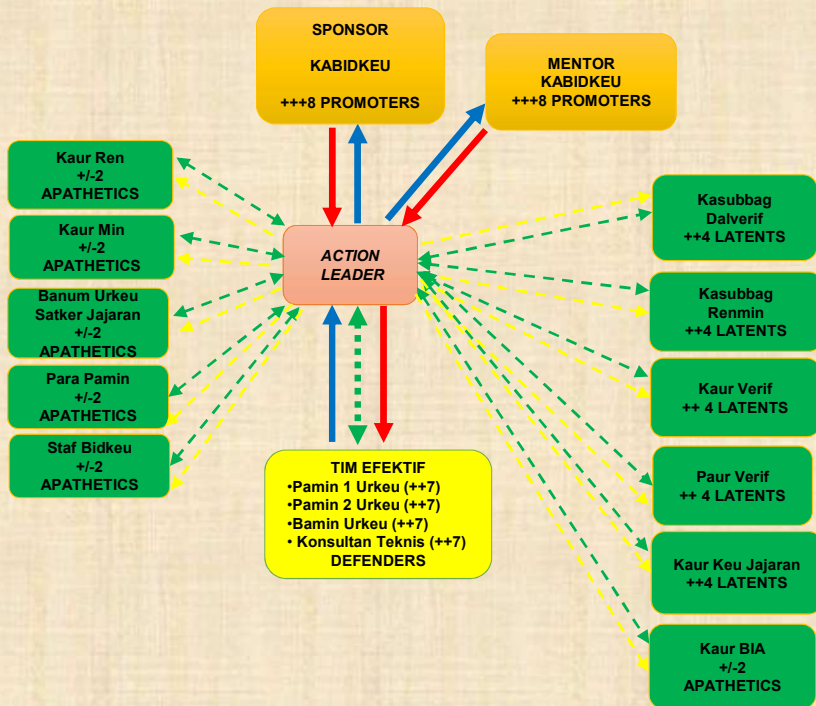 SPONSOR
KABIDKEU
+++8 PROMOTERS
MENTOR
KABIDKEU
+++8 PROMOTERS
Kaur Ren
+/-2
APATHETICS
Kaur Min
+/-2
APATHETICS
Banum Urkeu
Satker Jajaran
+/-2
APATHETICS
Para Pamin
+/-2
APATHETICS
Staf Bidkeu
+/-2
APATHETICS
ACTION
LEADER
TIM EFEKTIF
•Pamin 1 Urkeu (++7)
•Pamin 2 Urkeu (++7)
•Bamin Urkeu (++7)
• Konsultan Teknis (++7)
DEFENDERS
Kasubbag
Dalverif
++4 LATENTS
Kasubbag
Renmin
++4 LATENTS
Kaur Verif
++ 4 LATENTS
Paur Verif
++ 4 LATENTS
Kaur Keu Jajaran
++4 LATENTS
Kaur BIA
+/-2
APATHETICS